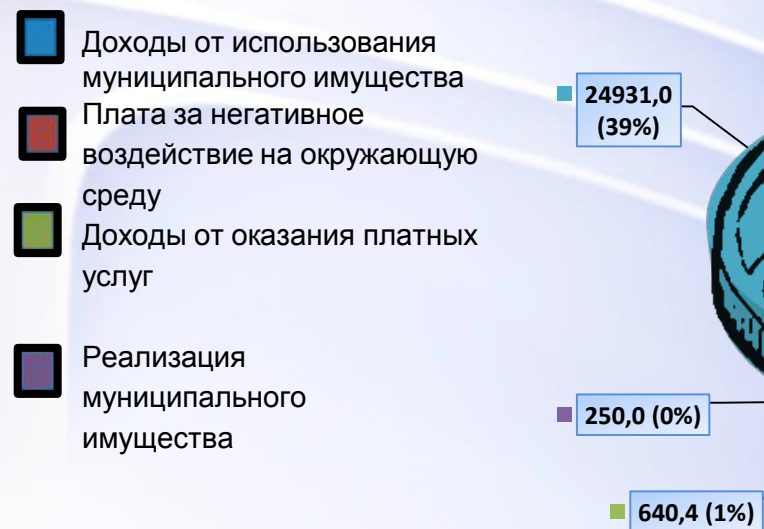 Доходы от использования
муниципального имущества
Плата за негативное
воздействие на окружающую
среду
Доходы от оказания платных
услуг
Реализация
муниципального
имущества
24931,0
(39%)
250,0 (0%)
640,4 (1%)